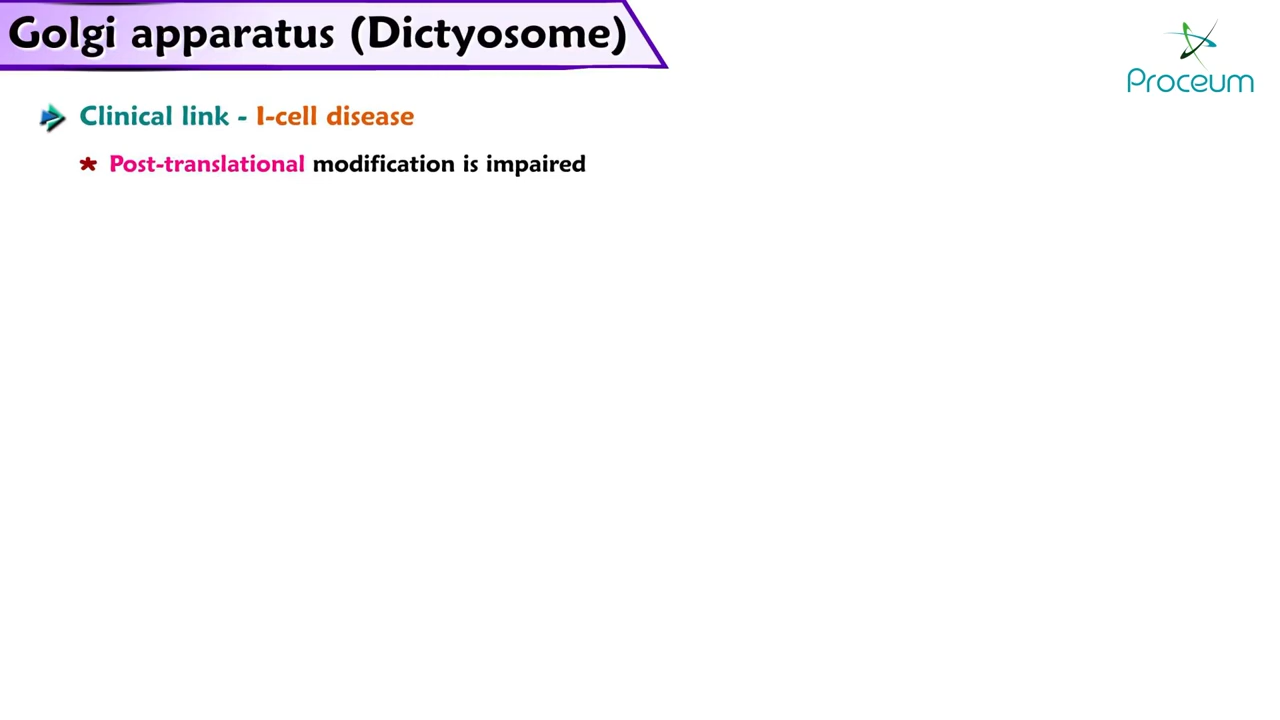 Golgi apparatus (Dictyosome)
Proceum
Clinical link - I-cell disease
* Post-translational modification is impaired